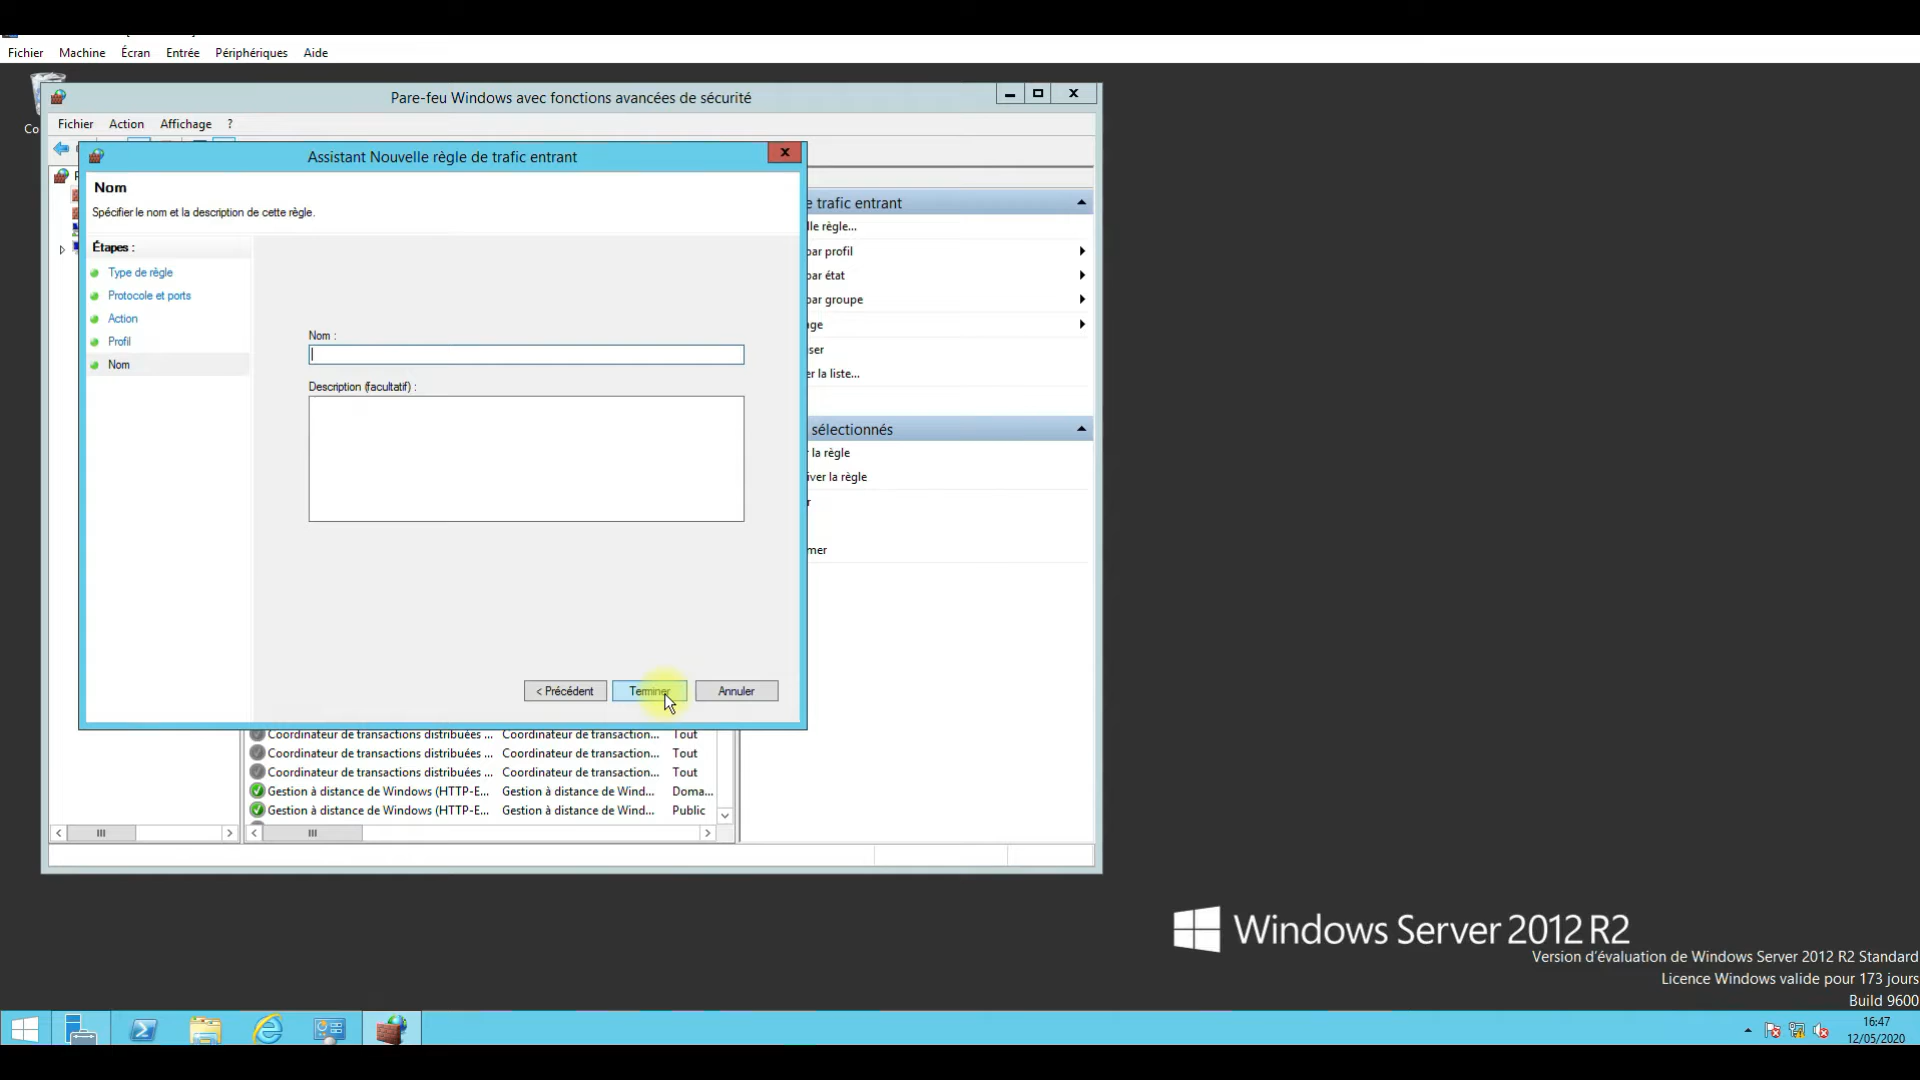 Fichier Machine Écran Entrée Périphériques Aide
Pare-feu Windows avec fonctions avancées de sécurité
Fichier Action Affichage ?
Assistant Nouvelle règle de trafic entrant
Nom
Spécifier le nom et la description de cette règle.
Étapes :
Type de règle
Protocole et ports
Action
Profil
Nom
Nom :
Description (facultatif) :
< Précédent Terminer Annuler
e trafic entrant
lle règle...
par profil
par état
par groupe
ge
ser
er la liste...
sélectionnés
r la règle
iver la règle
r
mer
Coordinateur de transactions distribuées ... Coordinateur de transaction... Tout
Coordinateur de transactions distribuées ... Coordinateur de transaction... Tout
Coordinateur de transactions distribuées ... Coordinateur de transaction... Tout
Gestion à distance de Windows (HTTP-E... Gestion à distance de Wind... Doma...
Gestion à distance de Windows (HTTP-E... Gestion à distance de Wind... Public
Co
Windows Server 2012 R2
Version d'évaluation de Windows Server 2012 R2 Standard
Licence Windows valide pour 173 jours
Build 9600
16:47
12/05/2020